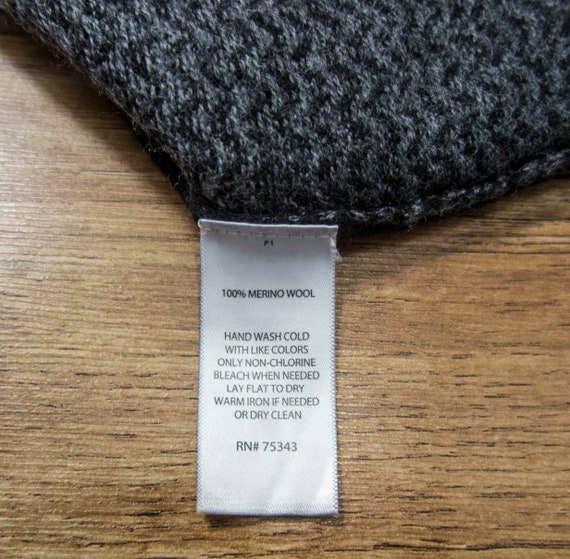 P1
100% MERINO WOOL
HAND WASH COLD
WITH LIKE COLORS
ONLY NON-CHLORINE
BLEACH WHEN NEEDED
LAY FLAT TO DRY
WARM IRON IF NEEDED
OR DRY CLEAN
RN# 75343